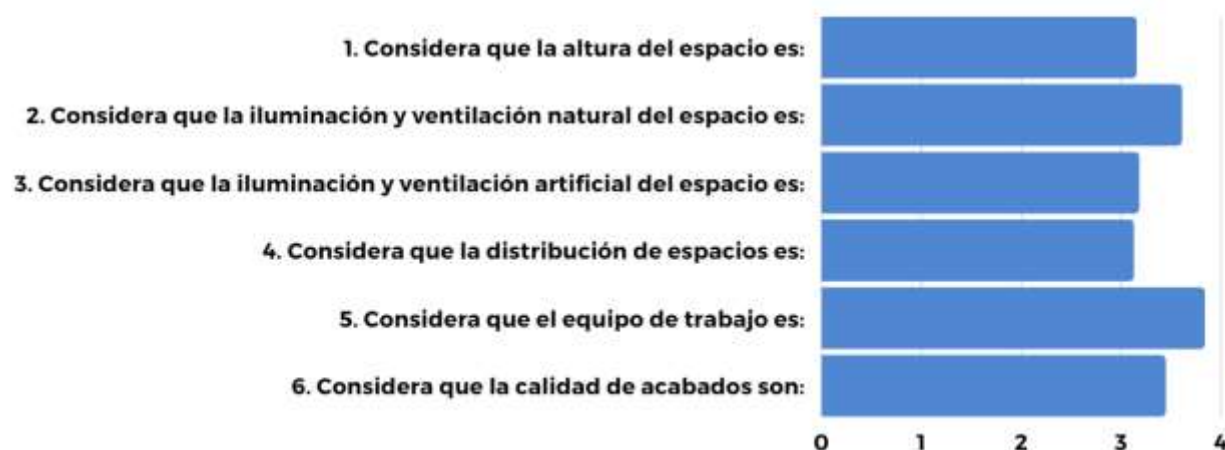 1. Considera que la altura del espacio es:
2. Considera que la iluminación y ventilación natural del espacio es:
3. Considera que la iluminación y ventilación artificial del espacio es:
4. Considera que la distribución de espacios es:
5. Considera que el equipo de trabajo es:
6. Considera que la calidad de acabados son:
0 1 2 3 4